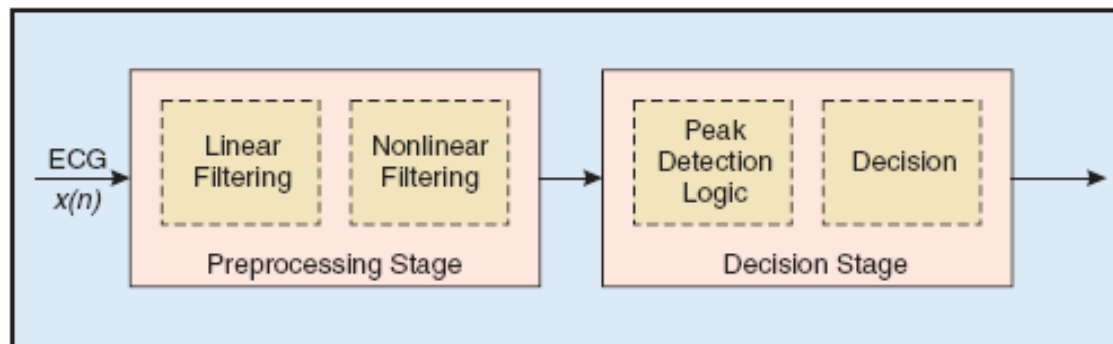 ECG
x(n)
Linear
Filtering
Nonlinear
Filtering
Preprocessing Stage
Peak
Detection
Logic
Decision
Decision Stage